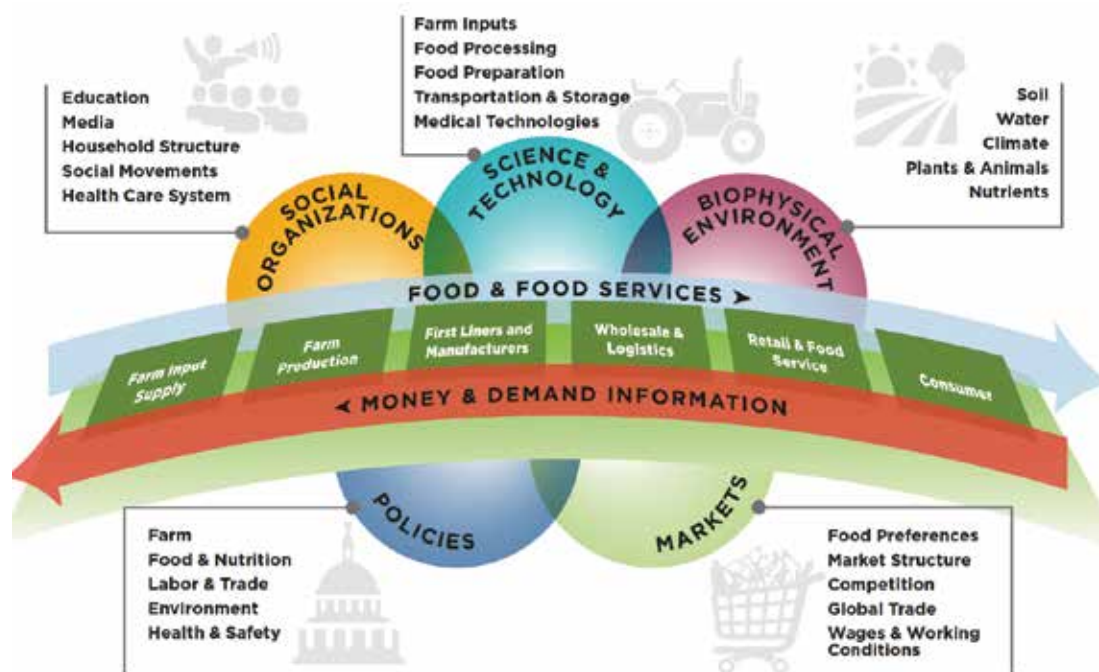 Farm Inputs
Food Processing
Food Preparation
Transportation & Storage
Medical Technologies
Education
Media
Household Structure
Social Movements
Health Care System
Soil
Water
Climate
Plants & Animals
Nutrients
SOCIAL
ORGANIZATIONS
SCIENCE &
TECHNOLOGY
BIOPHYSICAL
ENVIRONMENT
FOOD & FOOD SERVICES ➤
Farm Input
Supply
Farm
Production
First Liners and
Manufacturers
Wholesale &
Logistics
Retail & Food
Service
Consumer
◄ MONEY & DEMAND INFORMATION
POLICIES
MARKETS
Farm
Food & Nutrition
Labor & Trade
Environment
Health & Safety
Food Preferences
Market Structure
Competition
Global Trade
Wages & Working
Conditions